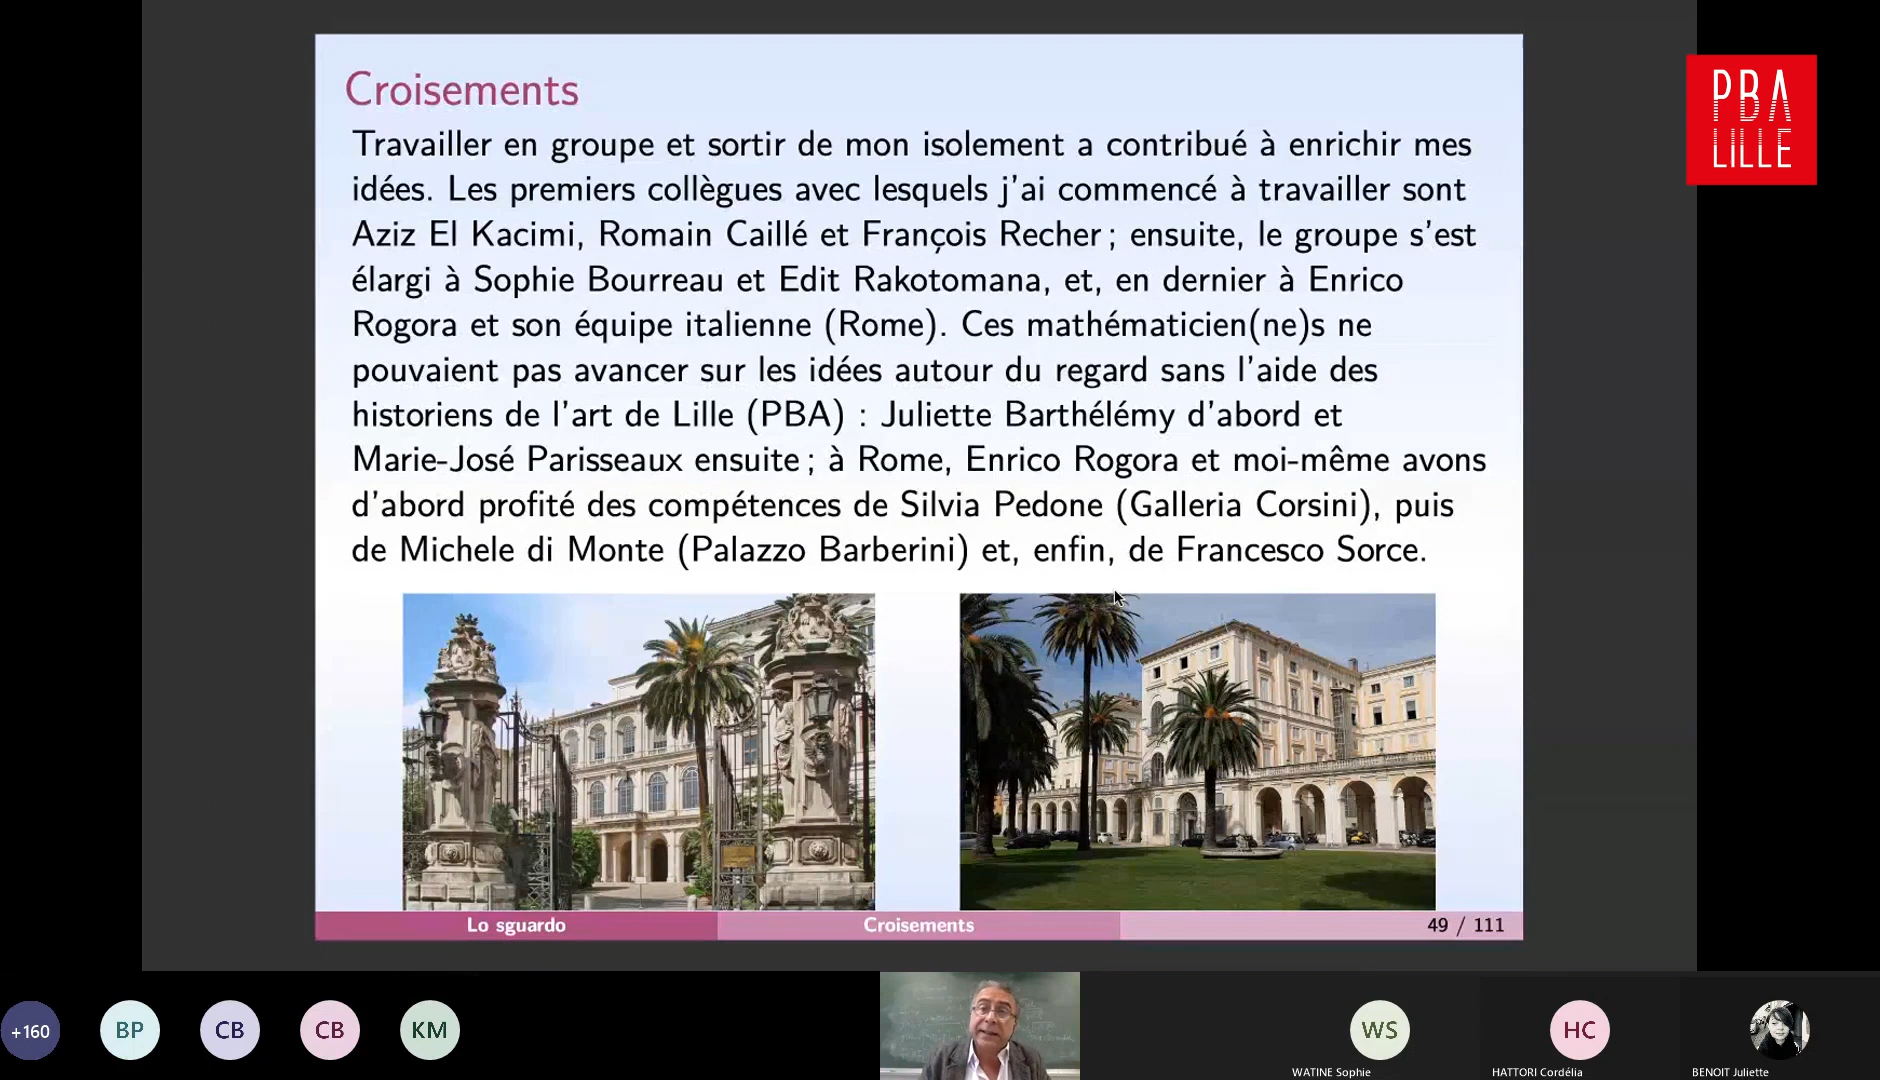 Croisements
Travailler en groupe et sortir de mon isolement a contribué à enrichir mes
idées. Les premiers collègues avec lesquels j'ai commencé à travailler sont
Aziz El Kacimi, Romain Caillé et François Recher ; ensuite, le groupe s'est
élargi à Sophie Bourreau et Edit Rakotomana, et, en dernier à Enrico
Rogora et son équipe italienne (Rome). Ces mathématicien(ne)s ne
pouvaient pas avancer sur les idées autour du regard sans l'aide des
historiens de l'art de Lille (PBA) : Juliette Barthélémy d'abord et
Marie-José Parisseaux ensuite ; à Rome, Enrico Rogora et moi-même avons
d'abord profité des compétences de Silvia Pedone (Galleria Corsini), puis
de Michele di Monte (Palazzo Barberini) et, enfin, de Francesco Sorce.
Lo sguardo
Croisements
49 / 111
PBA
LILLE
+160
BP
CB
CB
KM
WS
WATINE Sophie
HC
HATTORI Cordélia
BENOIT Juliette